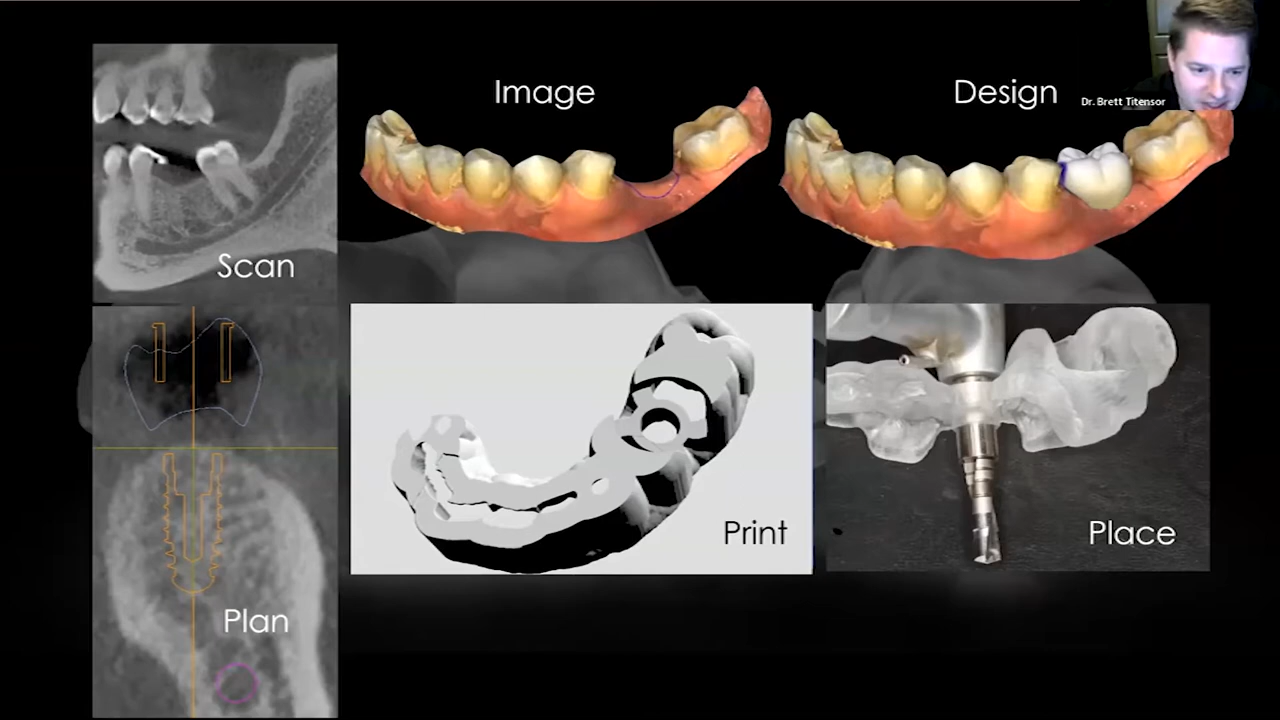 Image
Design
Dr. Brett Titensor
Scan
Print
Place
Plan